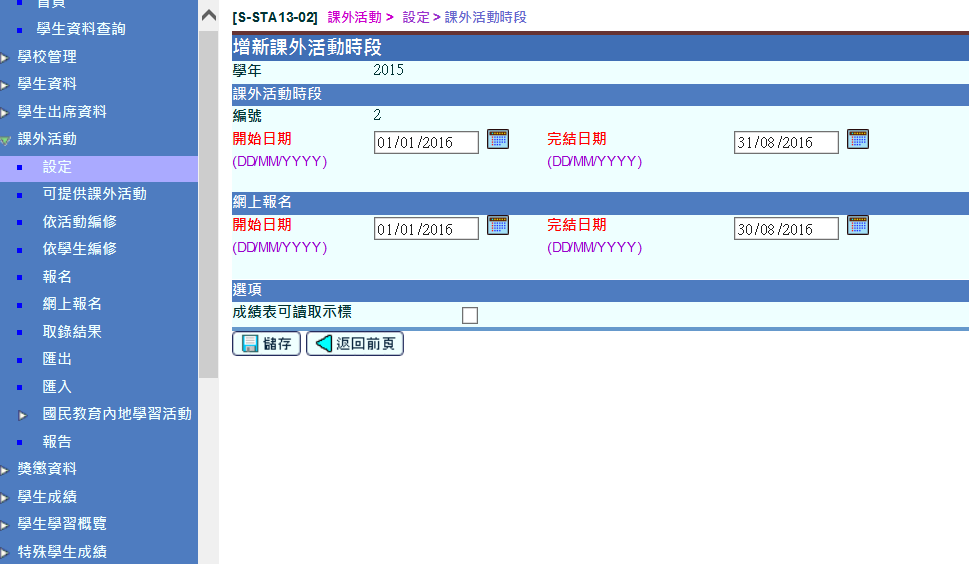 首頁
學生資料查詢
學校管理
學生資料
學生出席資料
課外活動
設定
可提供課外活動
依活動編修
依學生編修
報名
網上報名
取錄結果
匯出
匯入
國民教育內地學習活動
報告
獎懲資料
學生成績
學生學習概覽
特殊學生成績
[S-STA13-02] 課外活動 > 設定 > 課外活動時段
增新課外活動時段
學年 2015
課外活動時段
編號 2
開始日期 01/01/2016 完結日期 31/08/2016
(DD/MM/YYYY) (DD/MM/YYYY)
網上報名
開始日期 01/01/2016 完結日期 30/08/2016
(DD/MM/YYYY) (DD/MM/YYYY)
選項
成績表可讀取示標
儲存 返回前頁